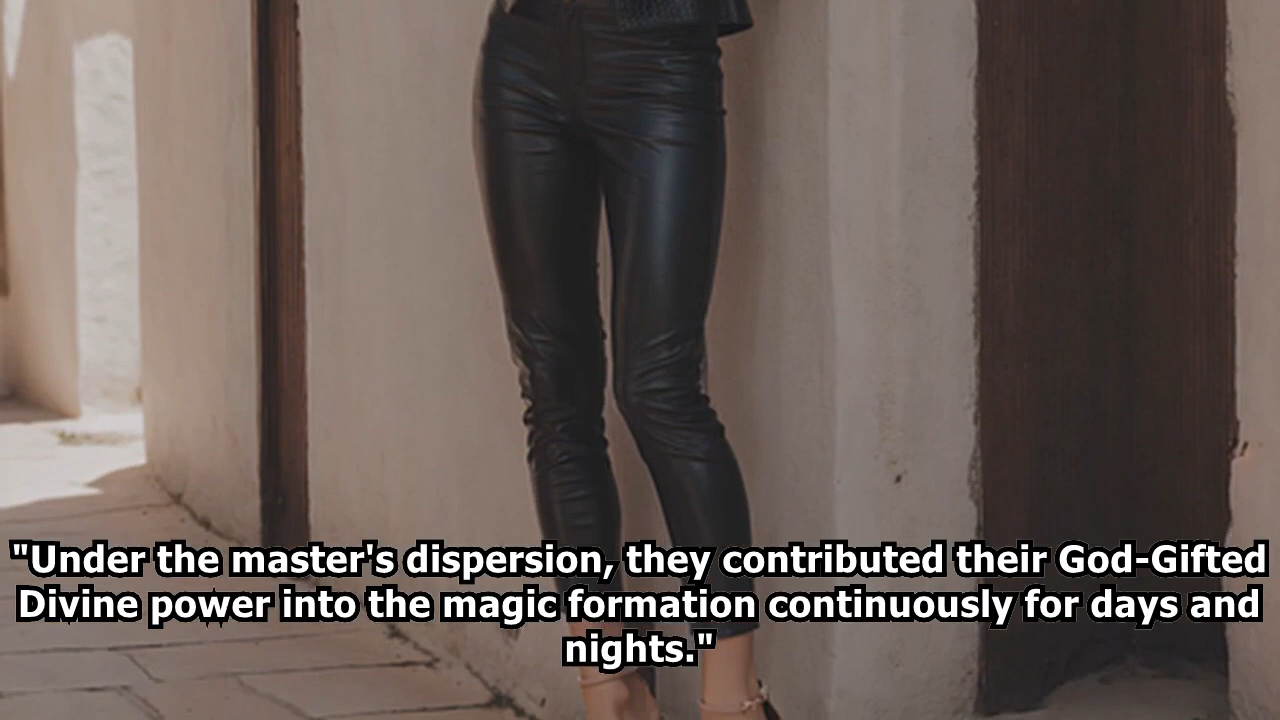 "Under the master's dispersion, they contributed their God-Gifted
Divine power into the magic formation continuously for days and
nights."